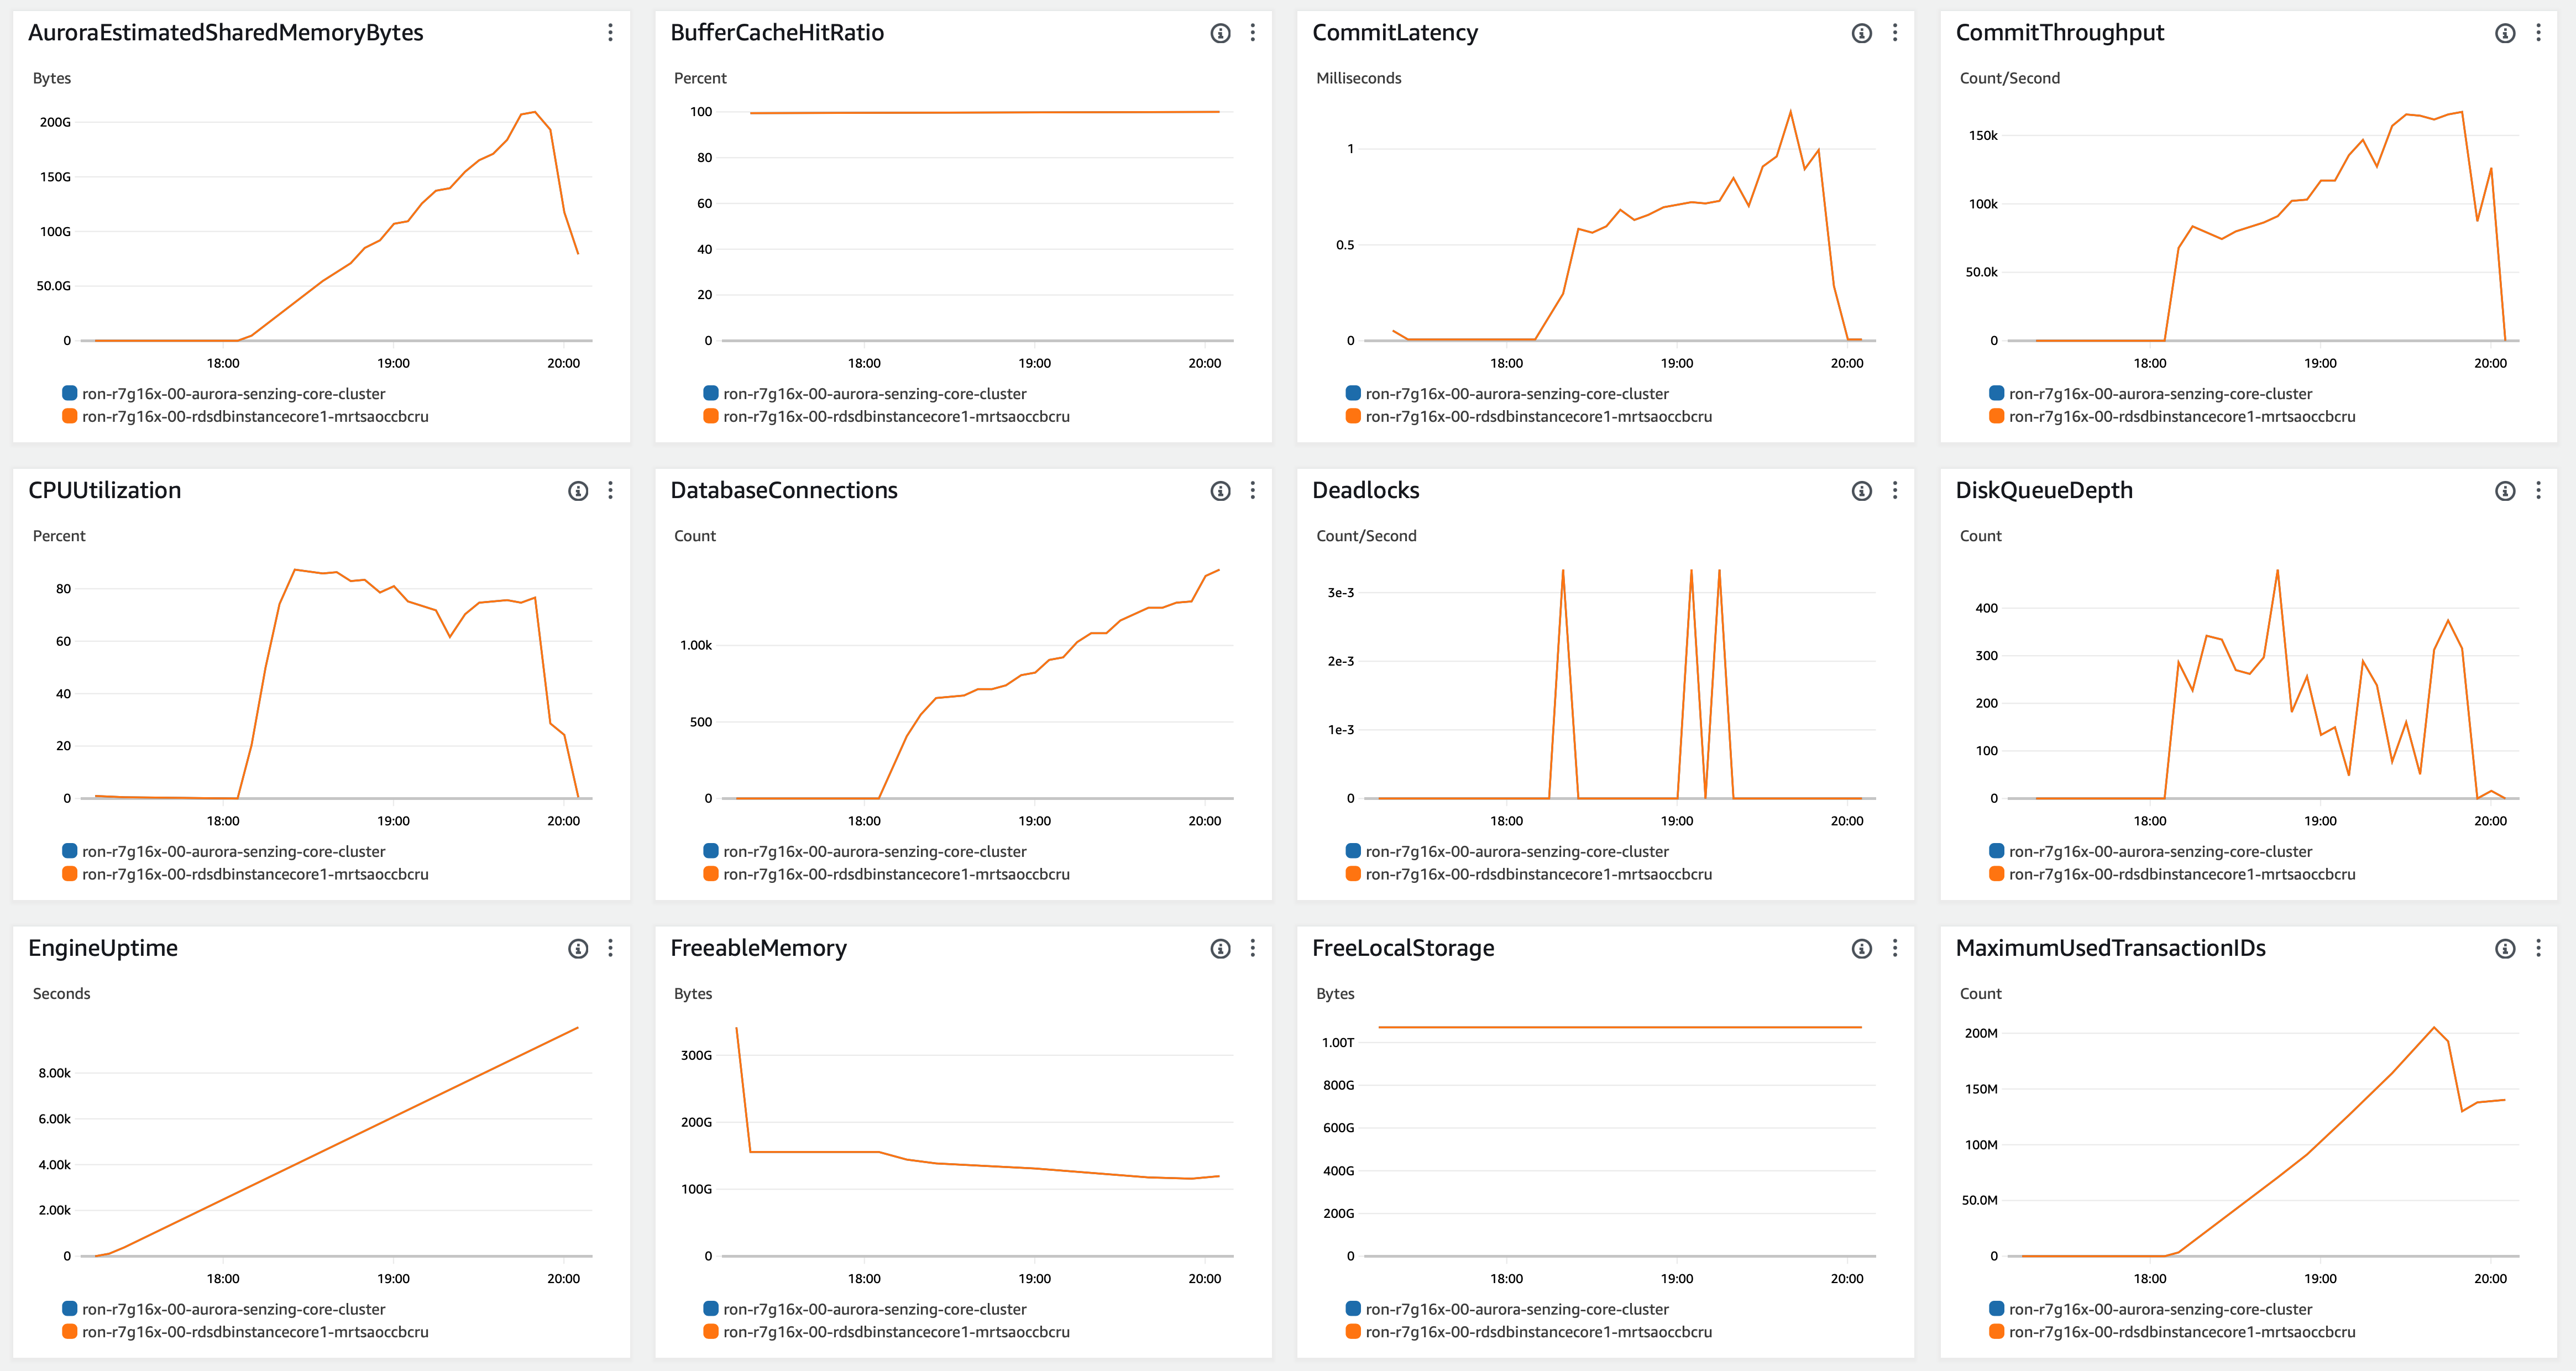 AuroraEstimatedSharedMemoryBytes
Bytes
200G
150G
100G
50.0G
0
18:00 19:00 20:00
ron-r7g16x-00-aurora-senzing-core-cluster
ron-r7g16x-00-rdsdbinstancecore1-mrtsaoccbcru
BufferCacheHitRatio
Percent
100
80
60
40
20
0
18:00 19:00 20:00
ron-r7g16x-00-aurora-senzing-core-cluster
ron-r7g16x-00-rdsdbinstancecore1-mrtsaoccbcru
CommitLatency
Milliseconds
1
0.5
0
18:00 19:00 20:00
ron-r7g16x-00-aurora-senzing-core-cluster
ron-r7g16x-00-rdsdbinstancecore1-mrtsaoccbcru
CommitThroughput
Count/Second
150k
100k
50.0k
0
18:00 19:00 20:00
ron-r7g16x-00-aurora-senzing-core-cluster
ron-r7g16x-00-rdsdbinstancecore1-mrtsaoccbcru
CPUUtilization
Percent
80
60
40
20
0
18:00 19:00 20:00
ron-r7g16x-00-aurora-senzing-core-cluster
ron-r7g16x-00-rdsdbinstancecore1-mrtsaoccbcru
DatabaseConnections
Count
1.00k
500
0
18:00 19:00 20:00
ron-r7g16x-00-aurora-senzing-core-cluster
ron-r7g16x-00-rdsdbinstancecore1-mrtsaoccbcru
Deadlocks
Count/Second
3e-3
2e-3
1e-3
0
18:00 19:00 20:00
ron-r7g16x-00-aurora-senzing-core-cluster
ron-r7g16x-00-rdsdbinstancecore1-mrtsaoccbcru
DiskQueueDepth
Count
400
300
200
100
0
18:00 19:00 20:00
ron-r7g16x-00-aurora-senzing-core-cluster
ron-r7g16x-00-rdsdbinstancecore1-mrtsaoccbcru
EngineUptime
Seconds
8.00k
6.00k
4.00k
2.00k
0
18:00 19:00 20:00
ron-r7g16x-00-aurora-senzing-core-cluster
ron-r7g16x-00-rdsdbinstancecore1-mrtsaoccbcru
FreeableMemory
Bytes
300G
200G
100G
0
18:00 19:00 20:00
ron-r7g16x-00-aurora-senzing-core-cluster
ron-r7g16x-00-rdsdbinstancecore1-mrtsaoccbcru
FreeLocalStorage
Bytes
1.00T
800G
600G
400G
200G
0
18:00 19:00 20:00
ron-r7g16x-00-aurora-senzing-core-cluster
ron-r7g16x-00-rdsdbinstancecore1-mrtsaoccbcru
MaximumUsedTransactionIDs
Count
200M
150M
100M
50.0M
0
18:00 19:00 20:00
ron-r7g16x-00-aurora-senzing-core-cluster
ron-r7g16x-00-rdsdbinstancecore1-mrtsaoccbcru